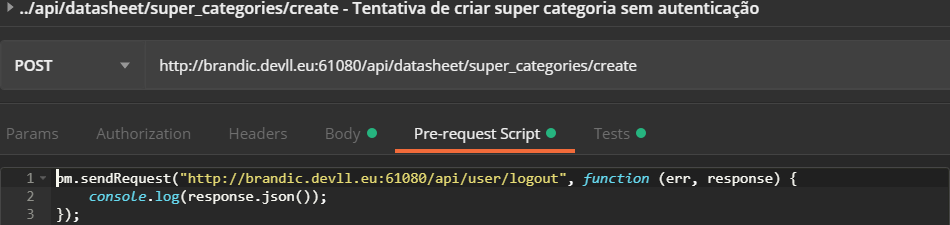 ../api/datasheet/super_categories/create - Tentativa de criar super categoria sem autenticação
POST http://brandic.devll.eu:61080/api/datasheet/super_categories/create
Params Authorization Headers Body Pre-request Script Tests
1 pm.sendRequest("http://brandic.devll.eu:61080/api/user/logout", function (err, response) {
2 console.log(response.json());
3 });